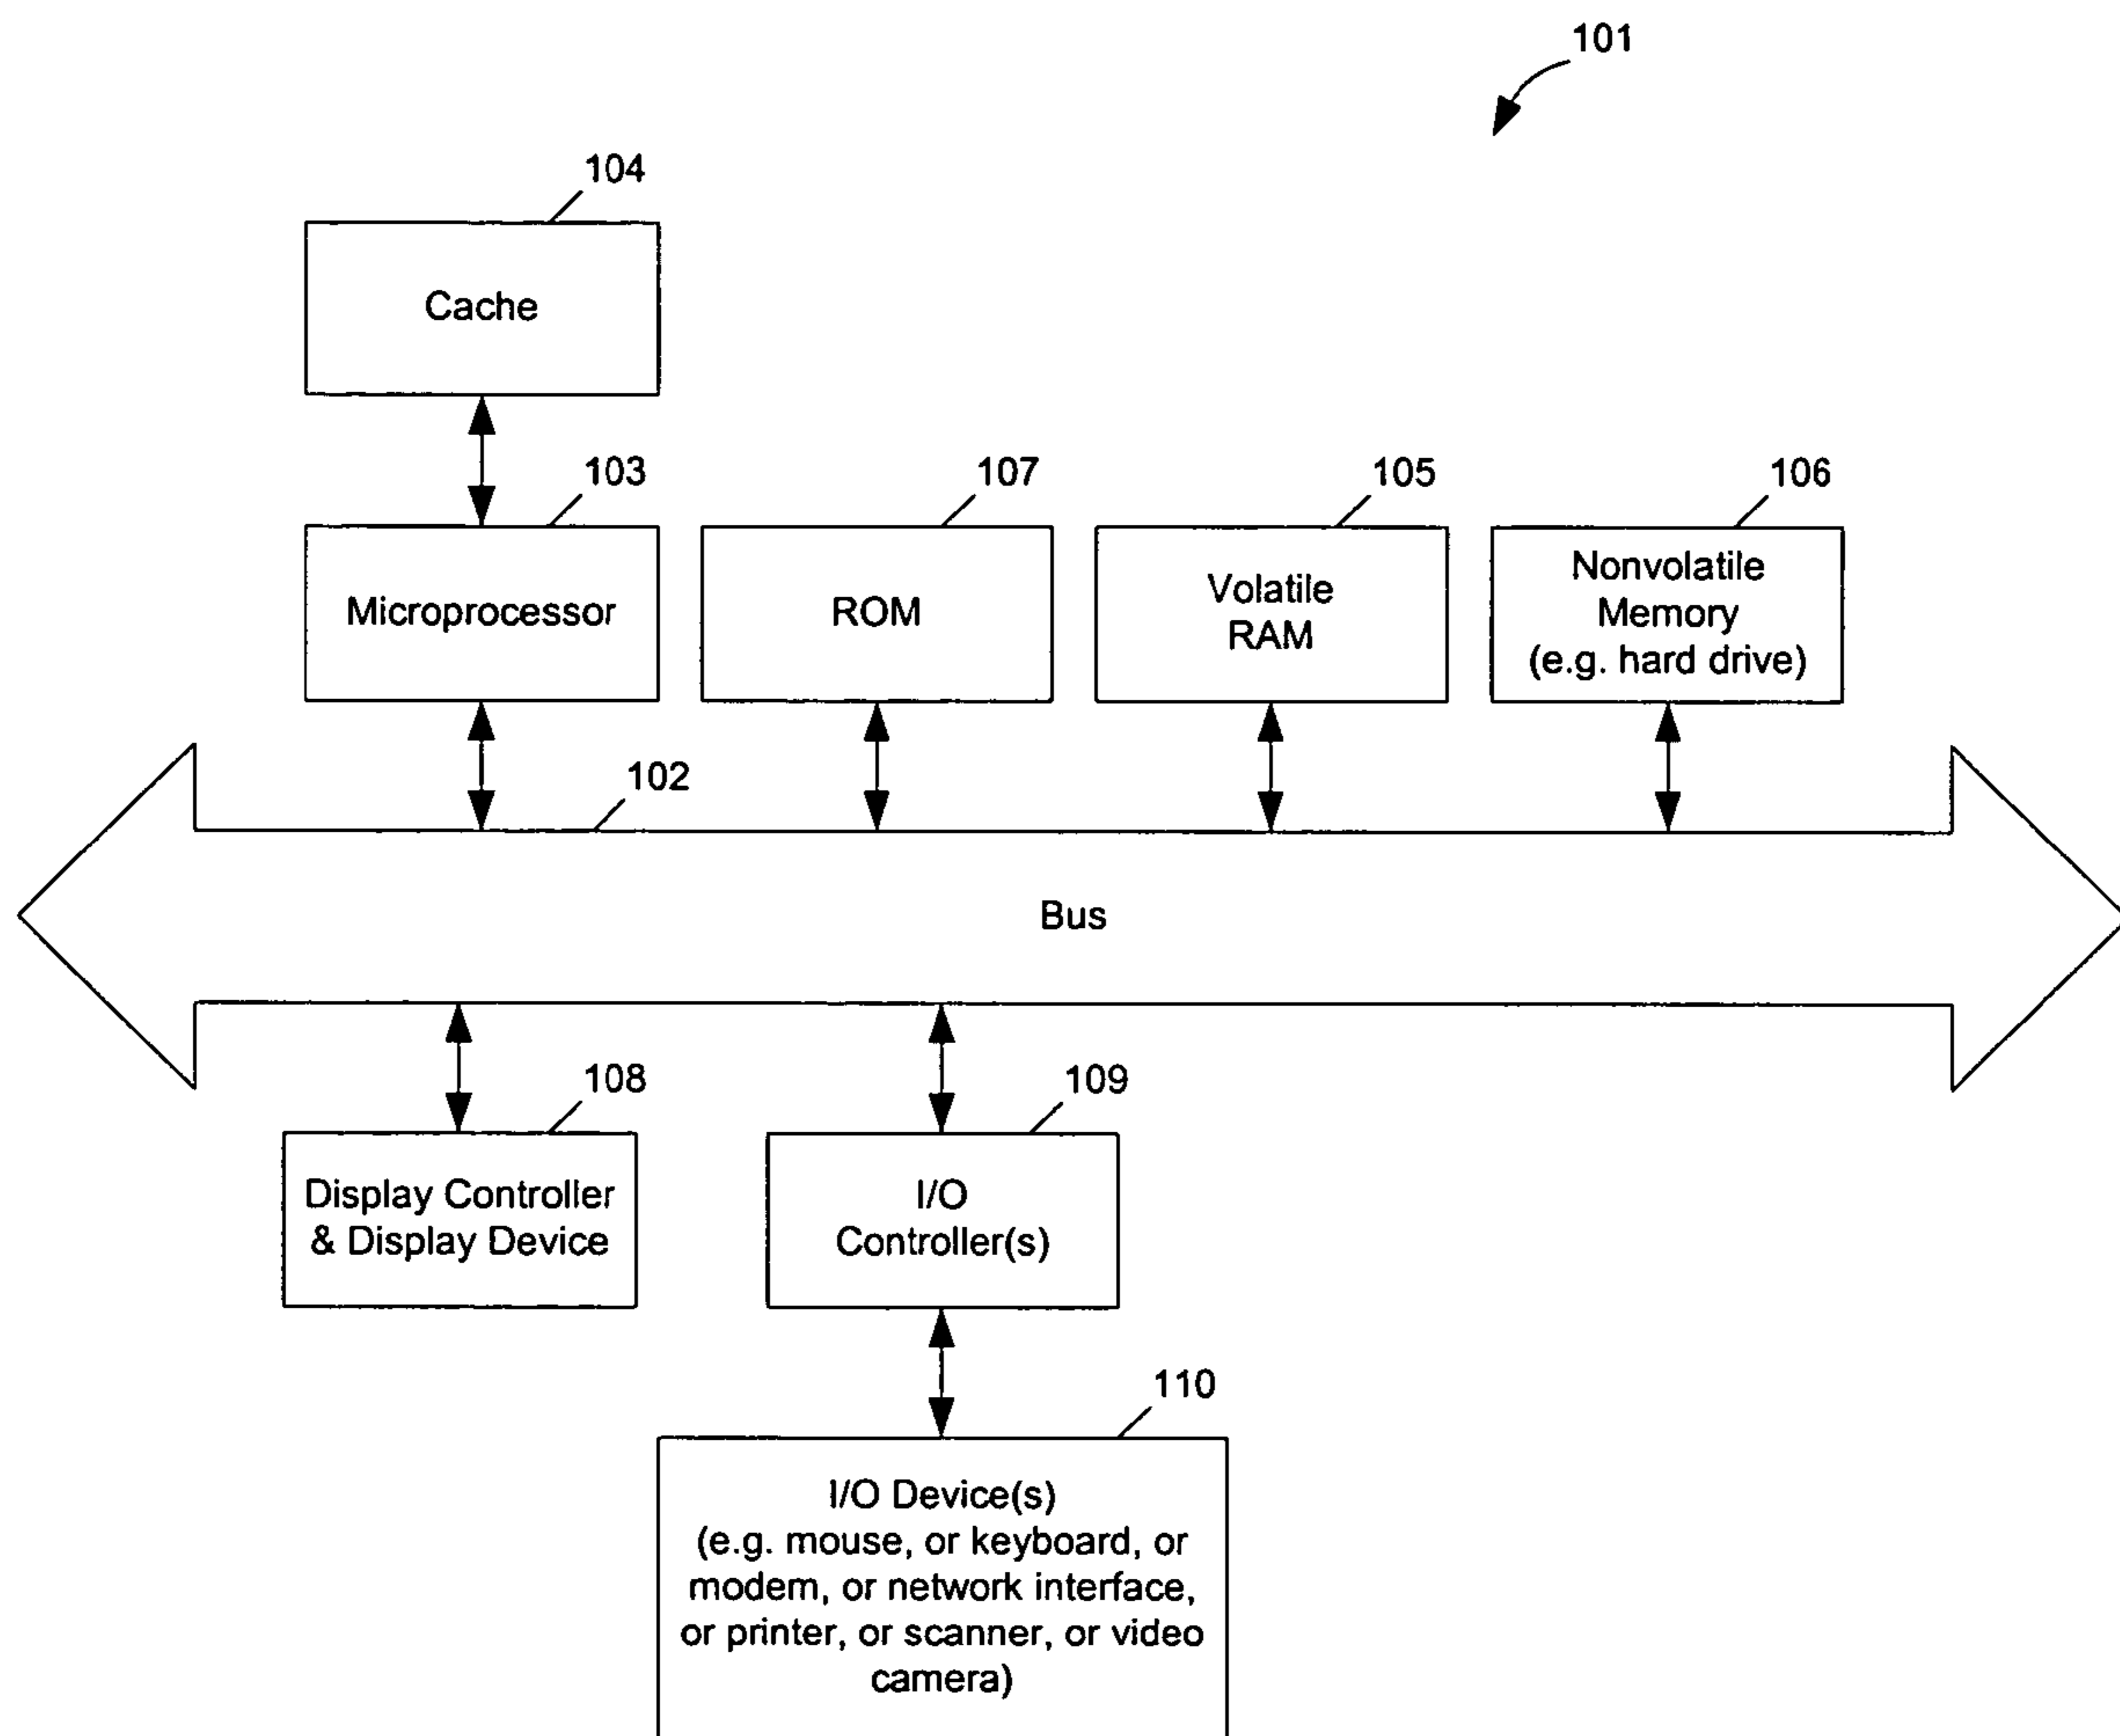 101
104
Cache
103
107
105
106
Microprocessor
ROM
Volatile
RAM
Nonvolatile
Memory
(e.g. hard drive)
102
Bus
108
109
Display Controller
& Display Device
I/O
Controller(s)
110
I/O Device(s)
(e.g. mouse, or keyboard, or
modem, or network interface,
or printer, or scanner, or video
camera)